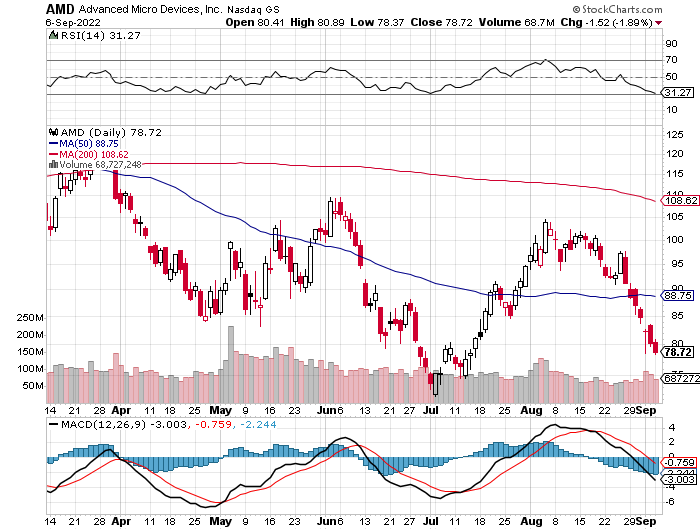 AMD Advanced Micro Devices, Inc. Nasdaq GS © StockCharts.com
6-Sep-2022 Open 80.41 High 80.89 Low 78.37 Close 78.72 Volume 68.7M Chg -1.52 (-1.89%)
RSI(14) 31.27
90
70
50
31.27
10
AMD (Daily) 78.72
MA(50) 88.75
MA(200) 108.62
Volume 68,727,248
125
120
115
110
108.62
105
100
95
90
88.75
85
80
78.72
687272
250M
200M
150M
100M
50M
14 21 28 Apr 11 18 25 May 9 16 23 Jun 6 13 21 27 Jul 11 18 25 Aug 8 15 22 29 Sep
MACD(12,26,9) -3.003, -0.759, -2.244
4
2
-0.759
-2.244
-3.003
-4
-6
14 21 28 Apr 11 18 25 May 9 16 23 Jun 6 13 21 27 Jul 11 18 25 Aug 8 15 22 29 Sep